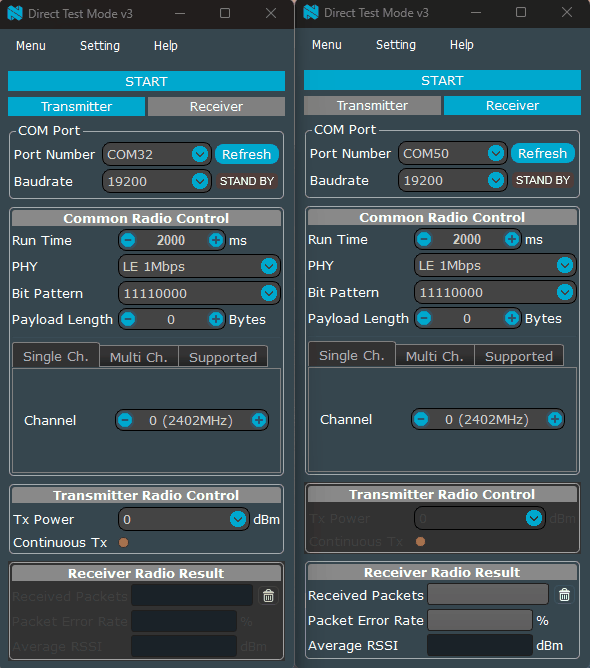 Direct Test Mode v3
Menu Setting Help
START
Transmitter Receiver
COM Port
Port Number COM32 Refresh
Baudrate 19200 STAND BY
Common Radio Control
Run Time 2000 ms
PHY LE 1Mbps
Bit Pattern 11110000
Payload Length 0 Bytes
Single Ch. Multi Ch. Supported
Channel 0 (2402MHz)
Transmitter Radio Control
Tx Power 0 dBm
Continuous Tx
Receiver Radio Result
Received Packets
Packet Error Rate %
Average RSSI dBm
Direct Test Mode v3
Menu Setting Help
START
Transmitter Receiver
COM Port
Port Number COM50 Refresh
Baudrate 19200 STAND BY
Common Radio Control
Run Time 2000 ms
PHY LE 1Mbps
Bit Pattern 11110000
Payload Length 0 Bytes
Single Ch. Multi Ch. Supported
Channel 0 (2402MHz)
Transmitter Radio Control
Tx Power 0 dBm
Continuous Tx
Receiver Radio Result
Received Packets
Packet Error Rate %
Average RSSI dBm